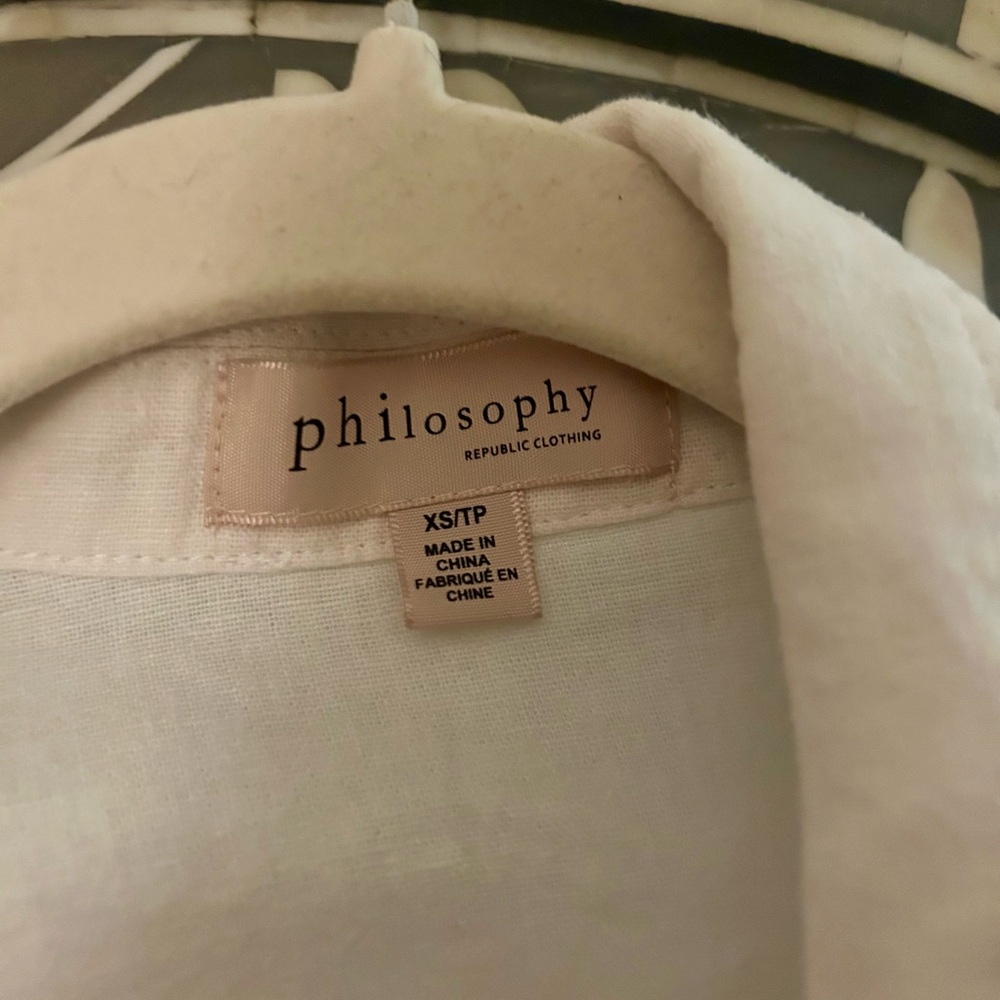 philosophy
REPUBLIC CLOTHING
XS/TP
MADE IN
CHINA
FABRIQUÉ EN
CHINE